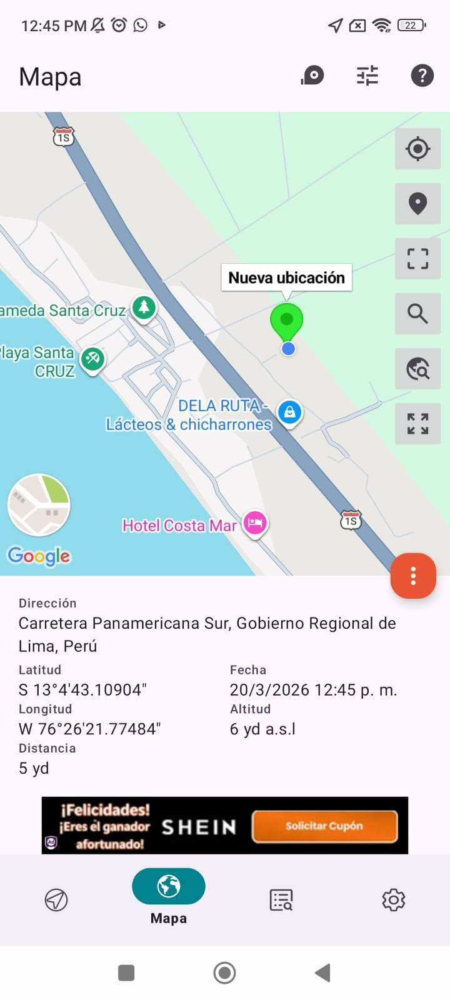 12:45 PM
22
Mapa
1S
Nueva ubicación
ameda Santa Cruz
laya Santa
CRUZ
DELA RUTA -
Lácteos & chicharrones
Hotel Costa Mar
1S
Google
Dirección
Carretera Panamericana Sur, Gobierno Regional de
Lima, Perú
Latitud
S 13°4'43.10904"
Fecha
20/3/2026 12:45 p. m.
Longitud
W 76°26'21.77484"
Altitud
6 yd a.s.l
Distancia
5 yd
¡Felicidades!
¡Eres el ganador
afortunado!
Ad
SHEIN
Solicitar Cupón
Mapa